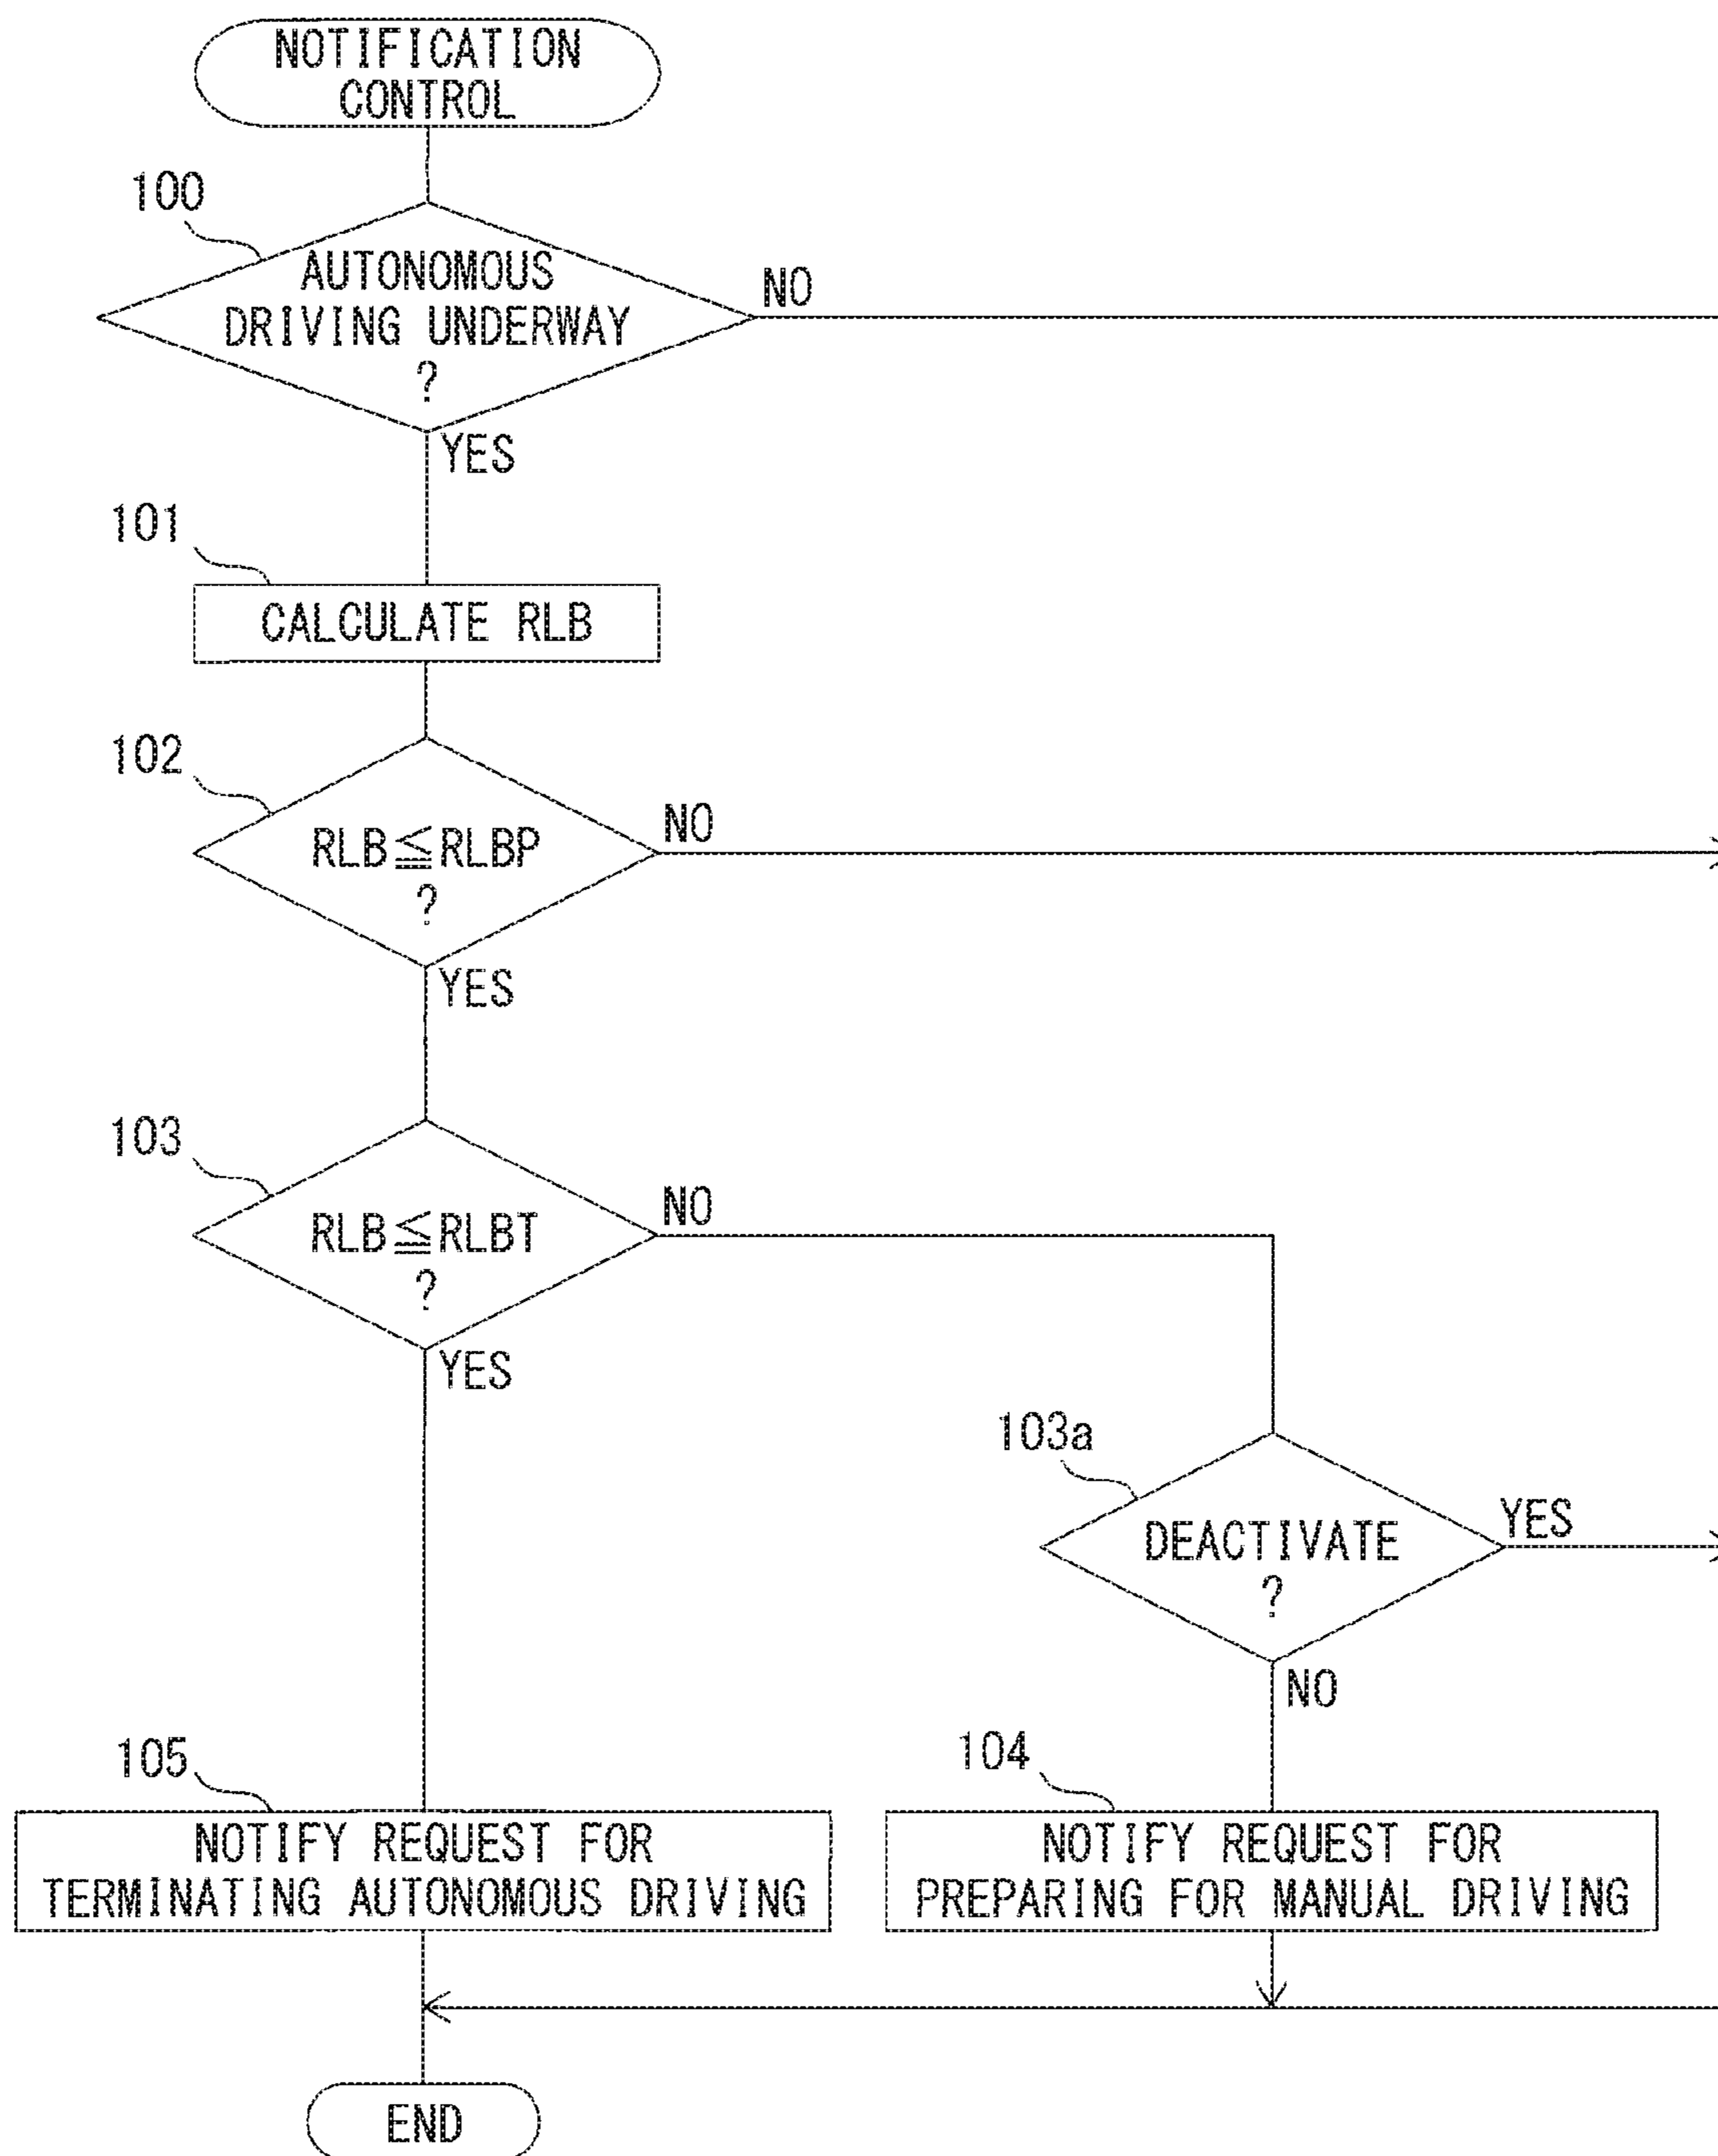 NOTIFICATION
CONTROL
100
AUTONOMOUS
DRIVING UNDERWAY
?
NO
YES
101
CALCULATE RLB
102
RLB≦RLBP
?
NO
YES
103
RLB≦RLBT
?
NO
YES
103a
DEACTIVATE
?
YES
NO
105
NOTIFY REQUEST FOR
TERMINATING AUTONOMOUS DRIVING
104
NOTIFY REQUEST FOR
PREPARING FOR MANUAL DRIVING
END